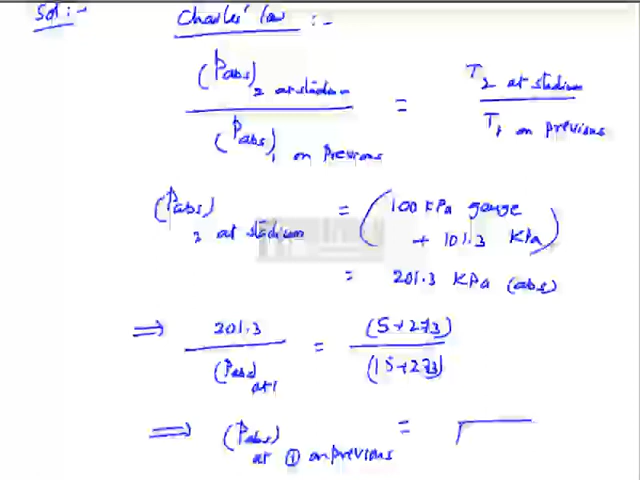 Sol :-
Charles' law :-
(Pabs)2 at stadium / (Pabs)1 on Previous = T2 at stadium / T1 on previous
(Pabs)2 at stadium = (100 KPa gauge + 101.3 KPa)
= 201.3 KPa (abs)
⟹ 201.3 / (Pabs) at 1 = (5+273) / (15+273)
⟹ (Pabs) at ① on previous =